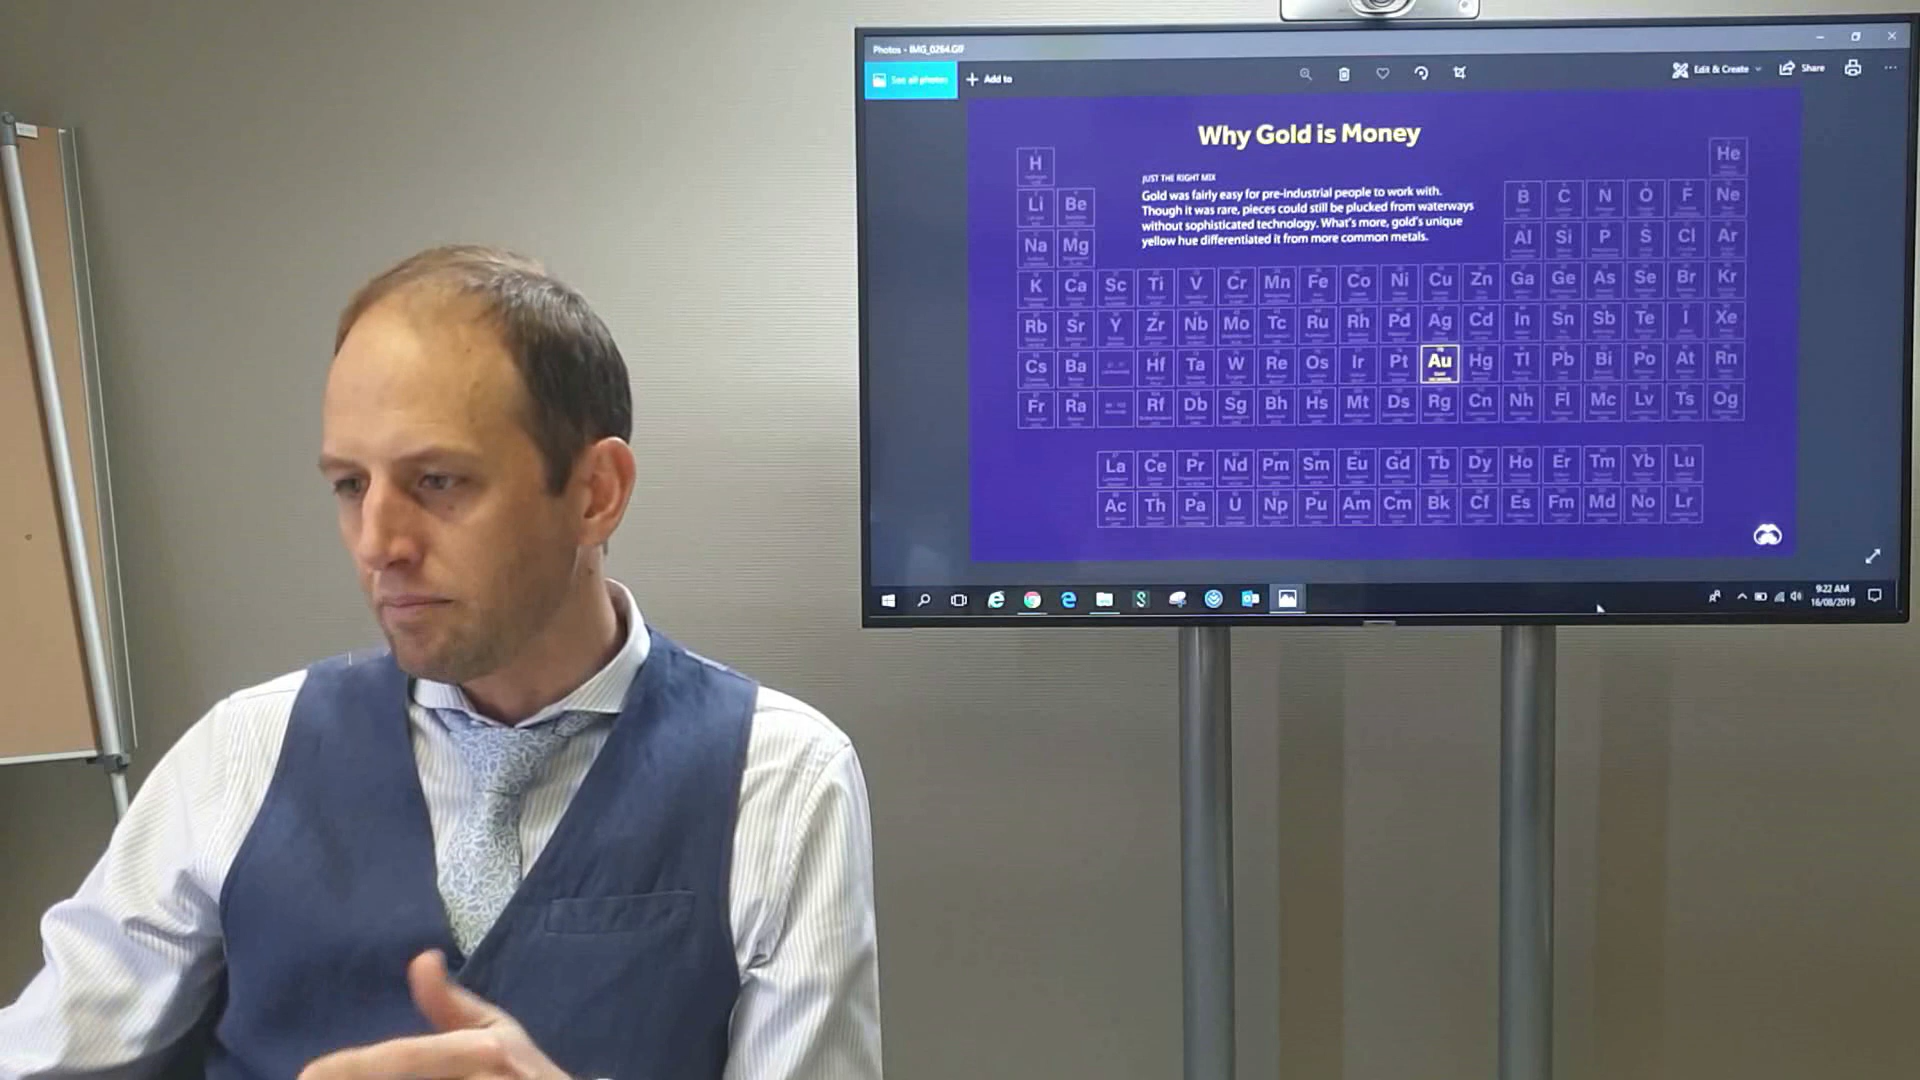 Photos - IMG_0264.GIF
See all photos
Add to
Edit & Create
Share
Why Gold is Money
JUST THE RIGHT MIX
Gold was fairly easy for pre-industrial people to work with.
Though it was rare, pieces could still be plucked from waterways
without sophisticated technology. What's more, gold's unique
yellow hue differentiated it from more common metals.
H He
Li Be B C N O F Ne
Na Mg Al Si P S Cl Ar
K Ca Sc Ti V Cr Mn Fe Co Ni Cu Zn Ga Ge As Se Br Kr
Rb Sr Y Zr Nb Mo Tc Ru Rh Pd Ag Cd In Sn Sb Te I Xe
Cs Ba Hf Ta W Re Os Ir Pt Au Hg Tl Pb Bi Po At Rn
Fr Ra Rf Db Sg Bh Hs Mt Ds Rg Cn Nh Fl Mc Lv Ts Og
La Ce Pr Nd Pm Sm Eu Gd Tb Dy Ho Er Tm Yb Lu
Ac Th Pa U Np Pu Am Cm Bk Cf Es Fm Md No Lr
9:22 AM
16/08/2019